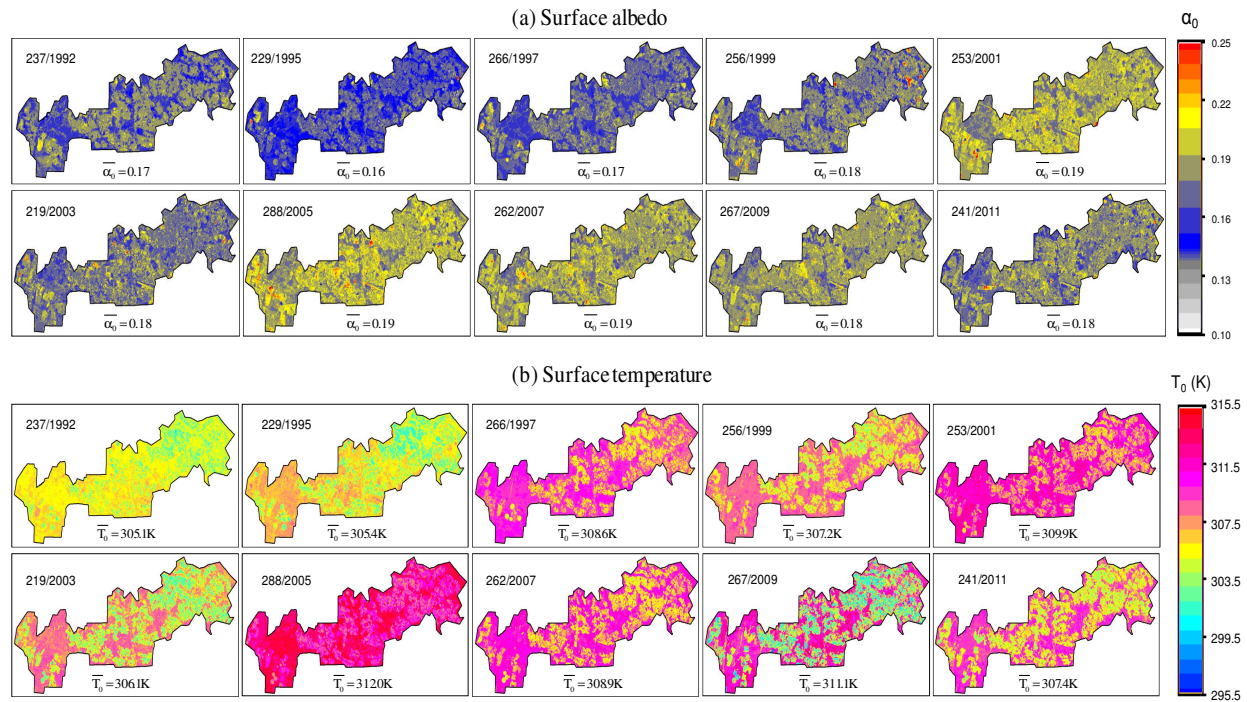 (a) Surface albedo
α₀
237/1992
229/1995
266/1997
256/1999
253/2001
α₀=0.17
α₀=0.16
α₀=0.17
α₀=0.18
α₀=0.19
219/2003
288/2005
262/2007
267/2009
241/2011
α₀=0.18
α₀=0.19
α₀=0.19
α₀=0.18
α₀=0.18
0.25
0.22
0.19
0.16
0.13
0.10
(b) Surface temperature
T₀ (K)
237/1992
229/1995
266/1997
256/1999
253/2001
T₀=305.1K
T₀=305.4K
T₀=308.6K
T₀=307.2K
T₀=309.9K
219/2003
288/2005
262/2007
267/2009
241/2011
T₀=306.1K
T₀=312.0K
T₀=308.9K
T₀=311.1K
T₀=307.4K
315.5
311.5
307.5
303.5
299.5
295.5